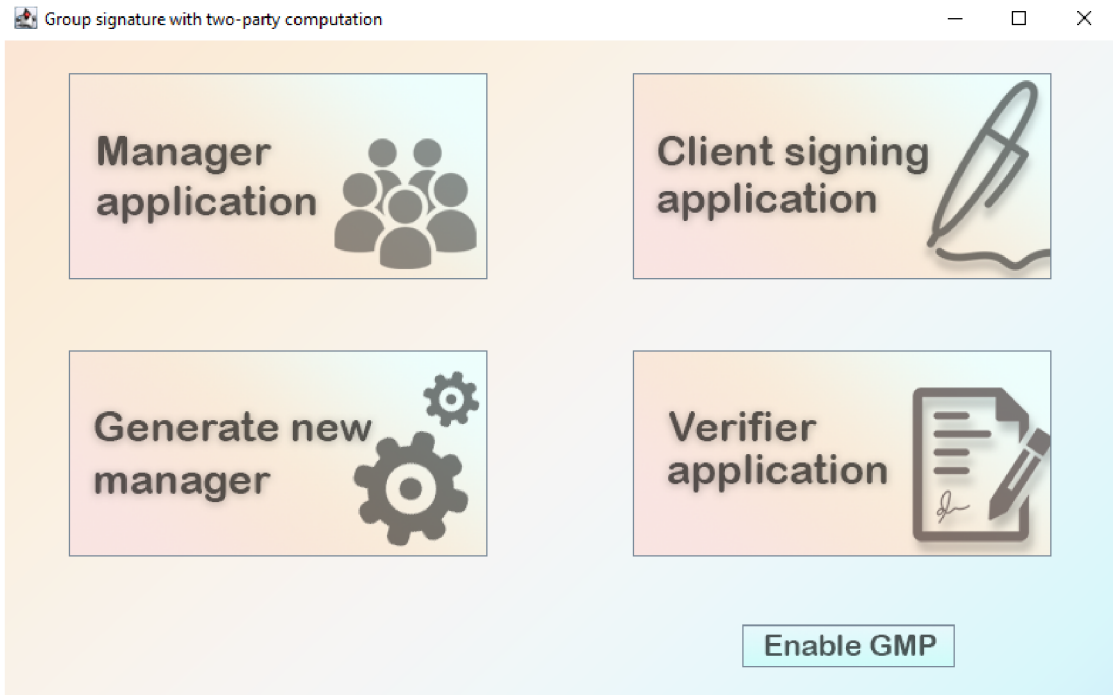 Group signature with two-party computation
Manager
application
Client signing
application
Generate new
manager
Verifier
application
Enable GMP